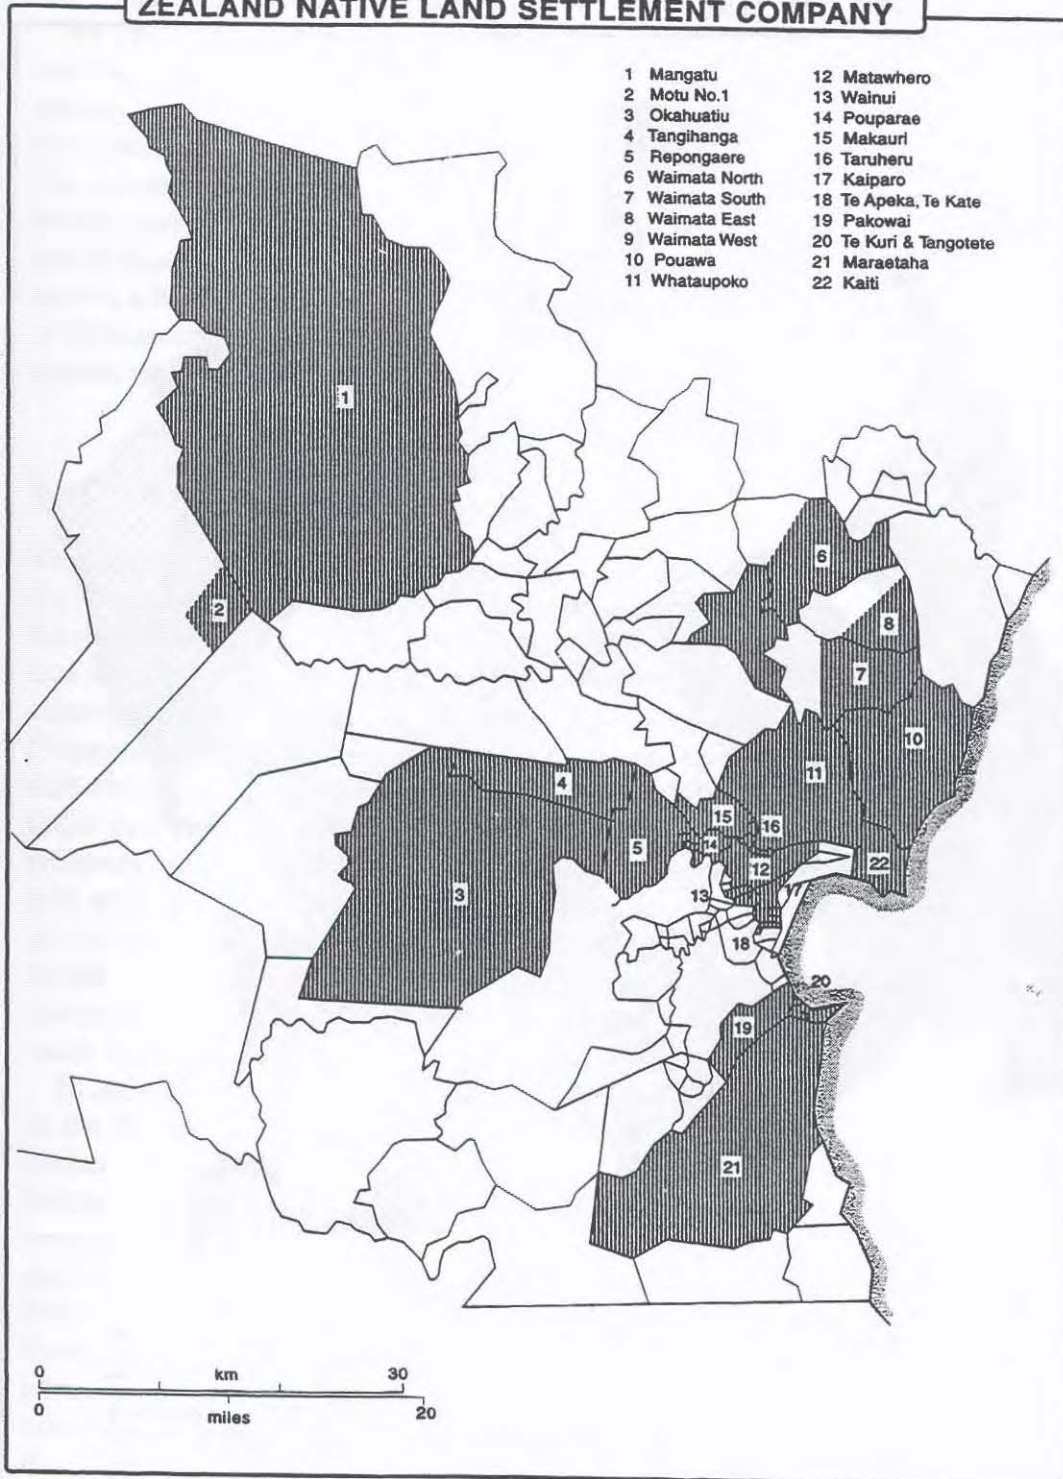 ZEALAND NATIVE LAND SETTLEMENT COMPANY
1 Mangatu
2 Motu No.1
3 Okahuatiu
4 Tangihanga
5 Repongaere
6 Waimata North
7 Waimata South
8 Waimata East
9 Waimata West
10 Pouawa
11 Whataupoko
12 Matawhero
13 Wainui
14 Pouparae
15 Makauri
16 Taruheru
17 Kaiparo
18 Te Apeka, Te Kate
19 Pakowai
20 Te Kuri & Tangotete
21 Maraetaha
22 Kaiti
1
6
2
8
7
10
11
4
15
16
14
5
12
22
3
13
17
18
20
19
21
0 km 30
0 miles 20